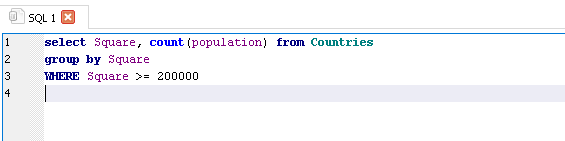 SQL 1
1 select Square, count(population) from Countries
2 group by Square
3 WHERE Square >= 200000
4